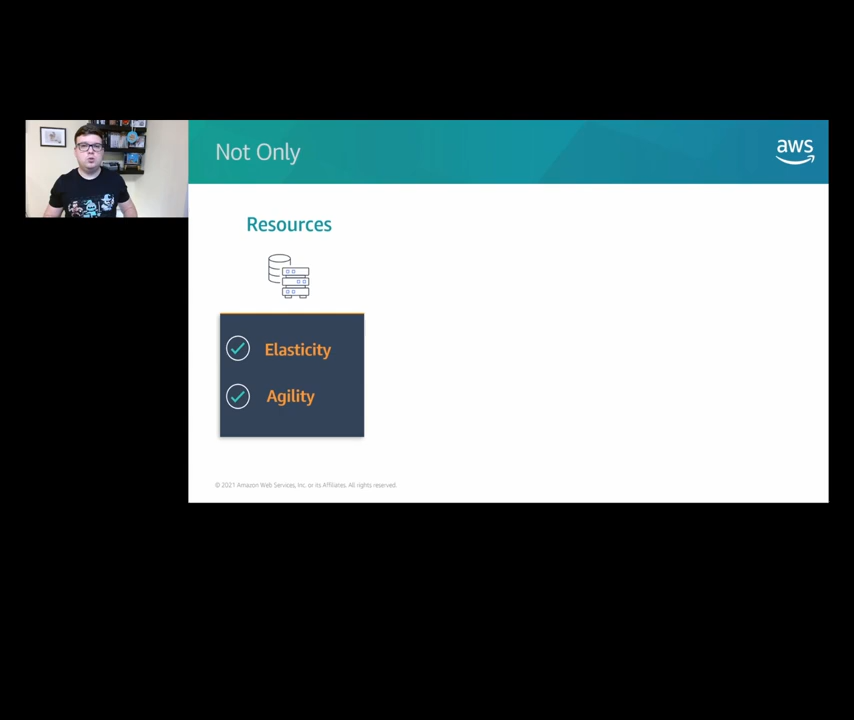 Not Only
aws
Resources
Elasticity
Agility
© 2021 Amazon Web Services, Inc. or its Affiliates. All rights reserved.